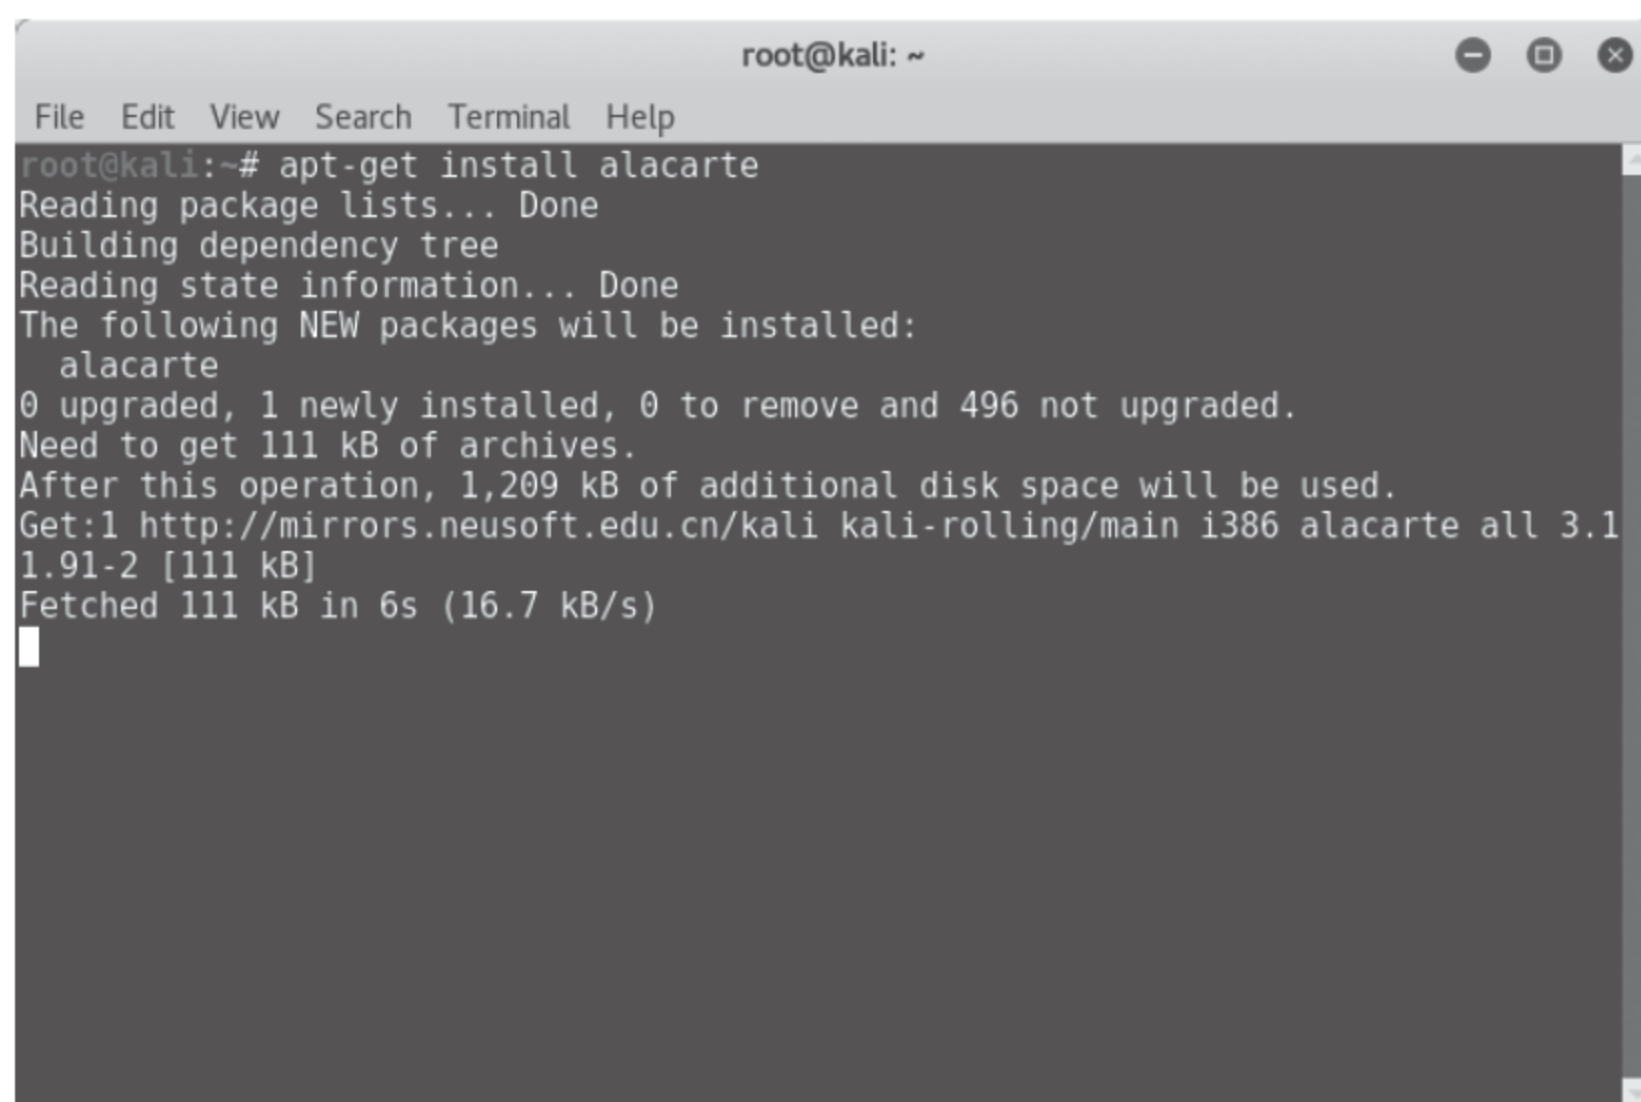 root@kali: ~
File Edit View Search Terminal Help
root@kali:~# apt-get install alacarte
Reading package lists... Done
Building dependency tree
Reading state information... Done
The following NEW packages will be installed:
  alacarte
0 upgraded, 1 newly installed, 0 to remove and 496 not upgraded.
Need to get 111 kB of archives.
After this operation, 1,209 kB of additional disk space will be used.
Get:1 http://mirrors.neusoft.edu.cn/kali kali-rolling/main i386 alacarte all 3.1
1.91-2 [111 kB]
Fetched 111 kB in 6s (16.7 kB/s)